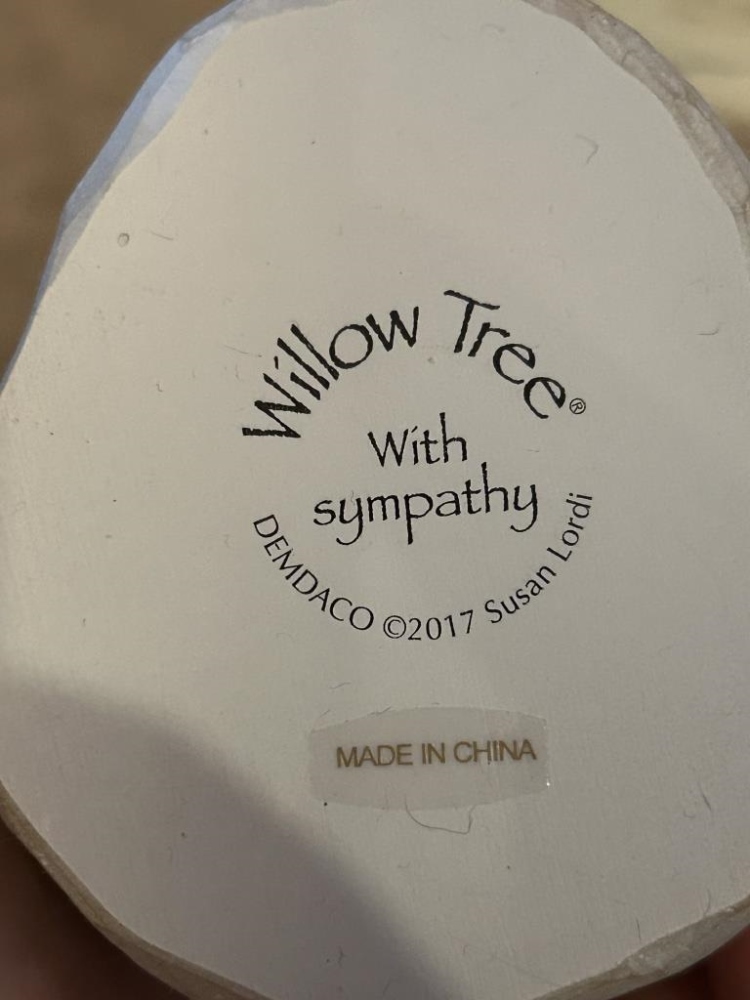 Willow Tree®
With
sympathy
DEMDACO ©2017 Susan Lordi
MADE IN CHINA